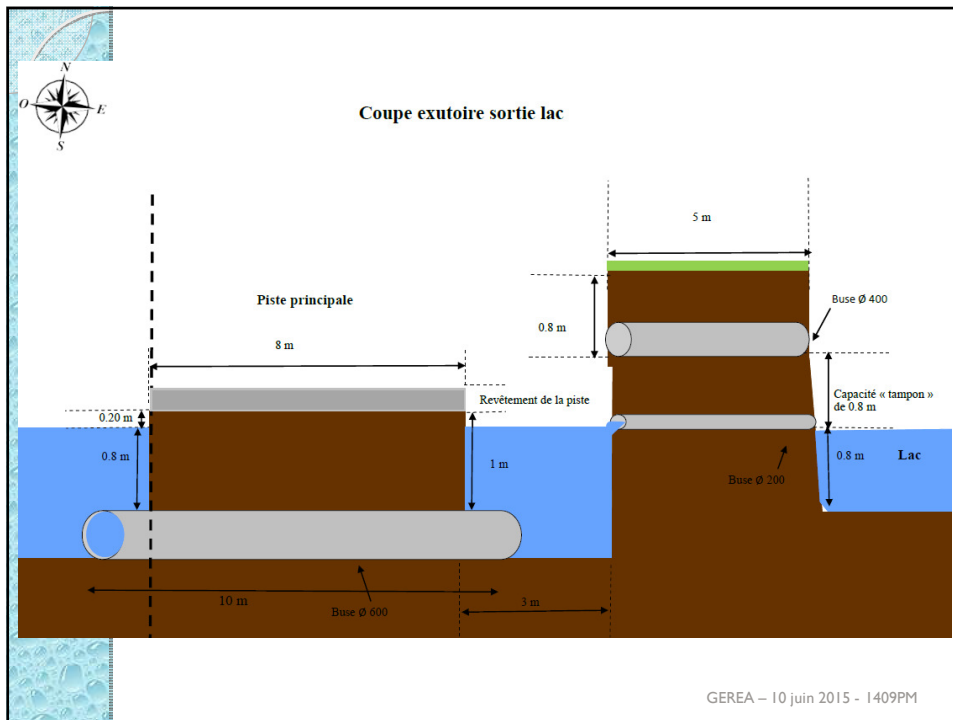 N
O
E
S
Coupe exutoire sortie lac
5 m
Piste principale
Buse Ø 400
0.8 m
8 m
Revêtement de la piste
Capacité « tampon »
de 0.8 m
0.20 m
0.8 m
1 m
0.8 m
Lac
Buse Ø 200
10 m
Buse Ø 600
3 m
GEREA – 10 juin 2015 - 1409PM